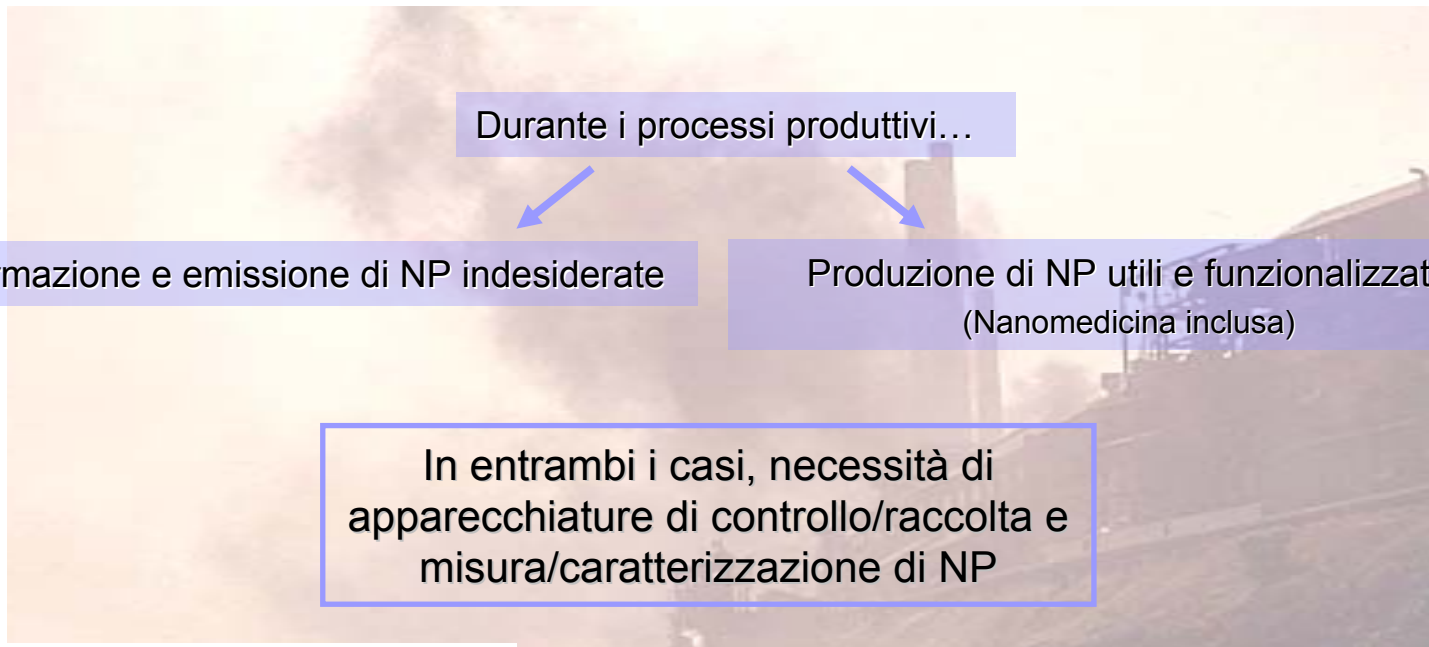 Durante i processi produttivi…
rmazione e emissione di NP indesiderate
Produzione di NP utili e funzionalizzat
(Nanomedicina inclusa)
In entrambi i casi, necessità di
apparecchiature di controllo/raccolta e
misura/caratterizzazione di NP